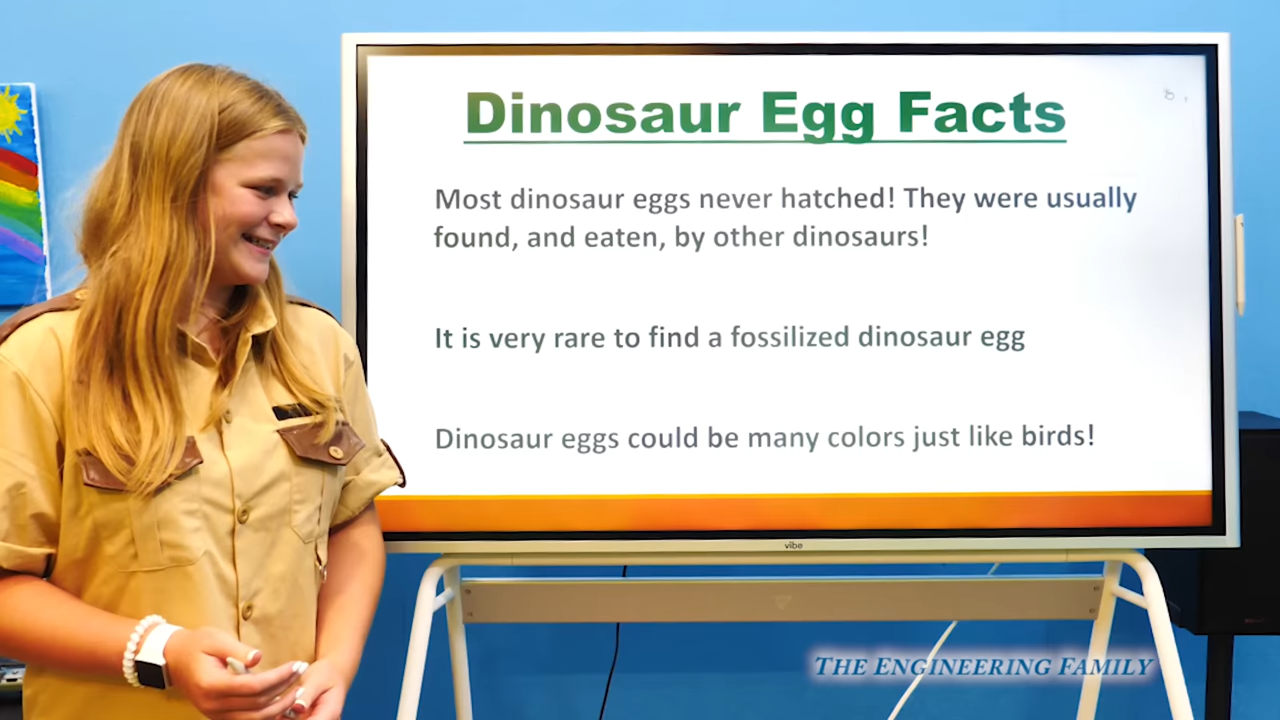 Dinosaur Egg Facts
Most dinosaur eggs never hatched! They were usually
found, and eaten, by other dinosaurs!
It is very rare to find a fossilized dinosaur egg
Dinosaur eggs could be many colors just like birds!
vibe
THE ENGINEERING FAMILY